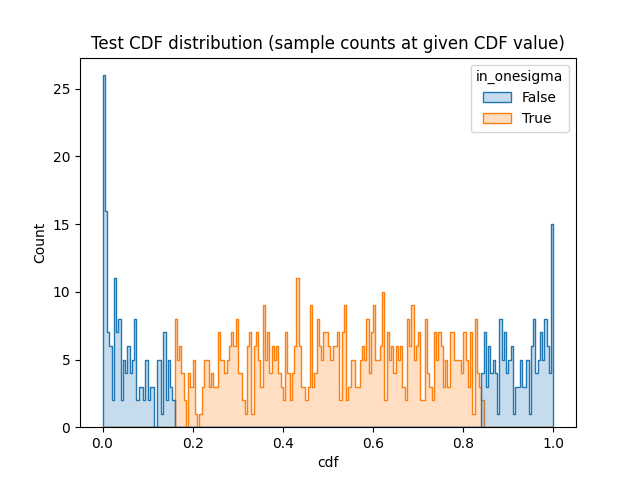 Test CDF distribution (sample counts at given CDF value)
in_onesigma
False
True
25
20
15
10
5
0
Count
0.0 0.2 0.4 0.6 0.8 1.0
cdf